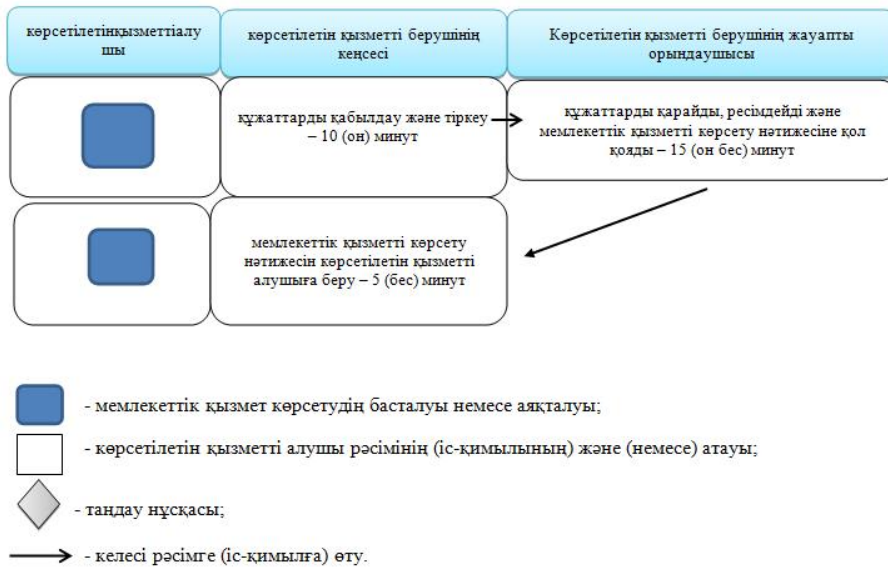 көрсетілетінқызметтіалу
шы
көрсетілетін қызметті берушінің
кеңсесі
Көрсетілетін қызметті берушінің жауапты
орындаушысы
құжаттарды қабылдау және тіркеу
– 10 (он) минут
құжаттарды қарайды, ресімдейді және
мемлекеттік қызметті көрсету нәтижесіне қол
қояды – 15 (он бес) минут
мемлекеттік қызметті көрсету
нәтижесін көрсетілетін қызметті
алушыға беру – 5 (бес) минут
- мемлекеттік қызмет көрсетудің басталуы немесе аяқталуы;
- көрсетілетін қызметті алушы рәсімінің (іс-қимылының) және (немесе) атауы;
- таңдау нұсқасы;
- келесі рәсімге (іс-қимылға) өту.